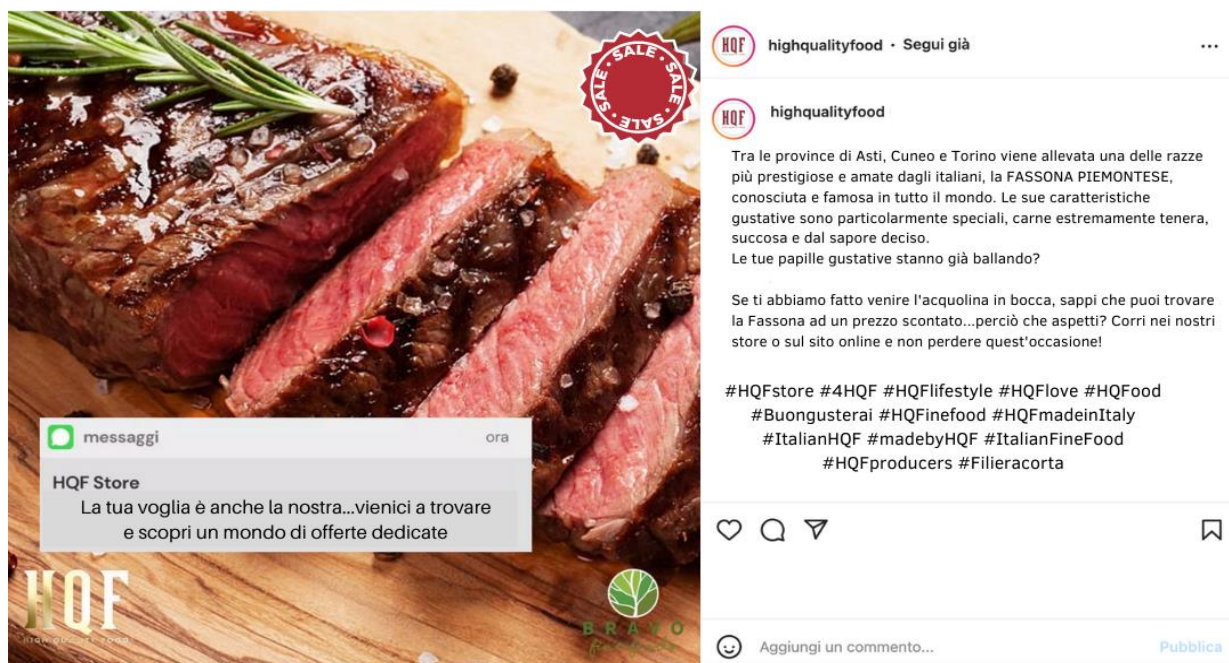 SALE · SALE · SALE · SALE ·
messaggi
ora
HQF Store
La tua voglia è anche la nostra...vienici a trovare
e scopri un mondo di offerte dedicate
HQF
HIGH QUALITY FOOD
BRAVO
HQF
highqualityfood · Segui già
HQF
highqualityfood
Tra le province di Asti, Cuneo e Torino viene allevata una delle razze
più prestigiose e amate dagli italiani, la FASSONA PIEMONTESE,
conosciuta e famosa in tutto il mondo. Le sue caratteristiche
gustative sono particolarmente speciali, carne estremamente tenera,
succosa e dal sapore deciso.
Le tue papille gustative stanno già ballando?
Se ti abbiamo fatto venire l'acquolina in bocca, sappi che puoi trovare
la Fassona ad un prezzo scontato...perciò che aspetti? Corri nei nostri
store o sul sito online e non perdere quest'occasione!
#HQFstore #4HQF #HQFlifestyle #HQFlove #HQFood
#Buongusterai #HQFinefood #HQFmadeinItaly
#ItalianHQF #madebyHQF #ItalianFineFood
#HQFproducers #Filieracorta
Aggiungi un commento...
Pubblica